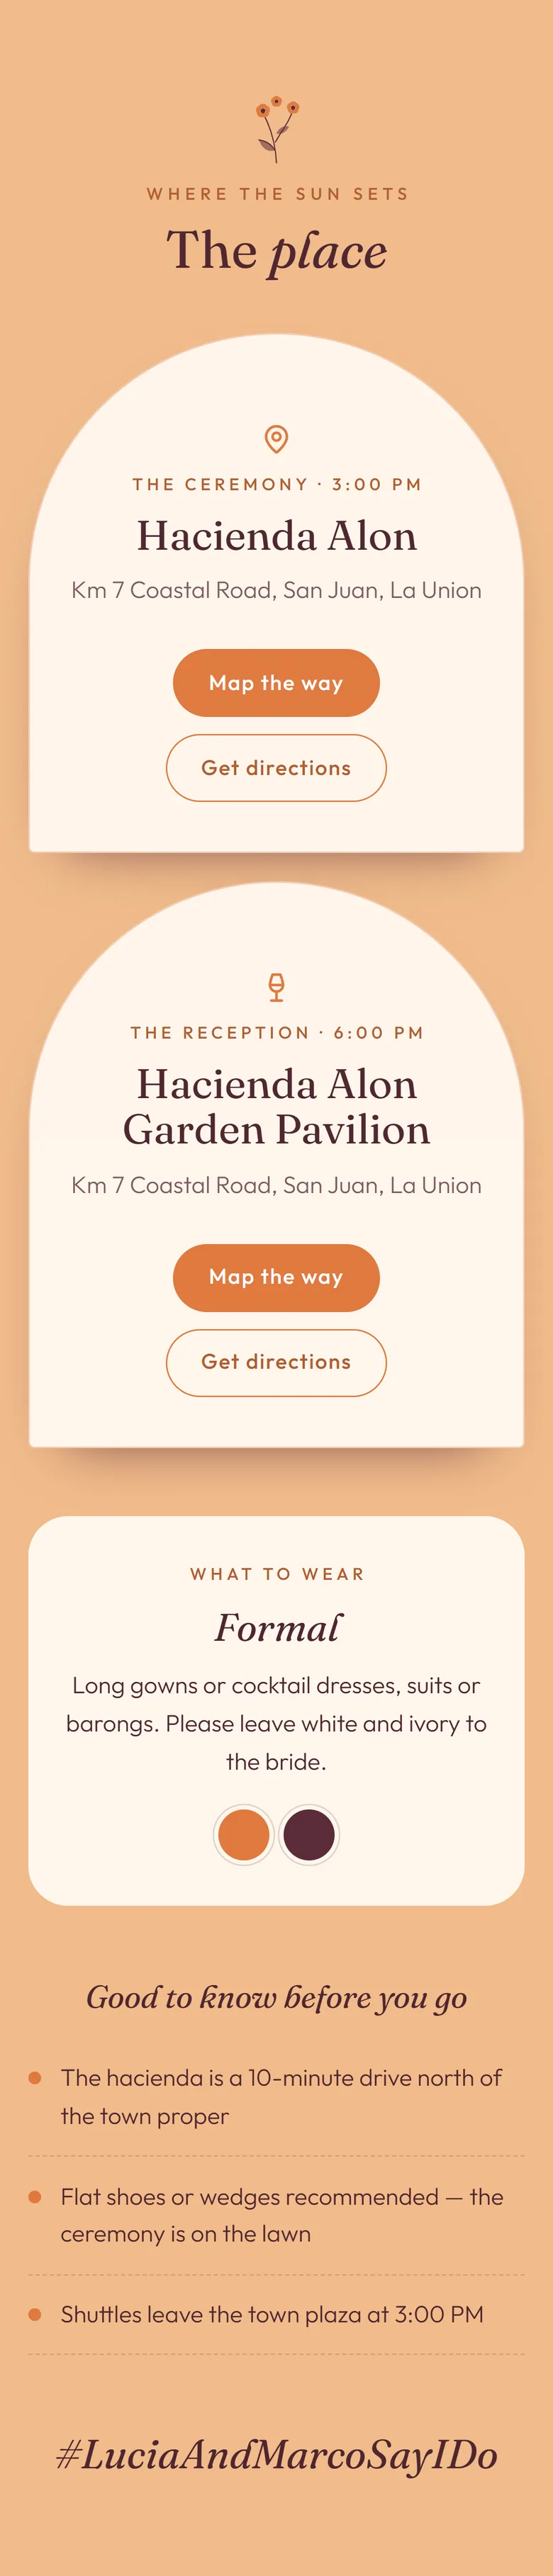 WHERE THE SUN SETS
The place
THE CEREMONY · 3:00 PM
Hacienda Alon
Km 7 Coastal Road, San Juan, La Union
Map the way
Get directions
THE RECEPTION · 6:00 PM
Hacienda Alon
Garden Pavilion
Km 7 Coastal Road, San Juan, La Union
Map the way
Get directions
WHAT TO WEAR
Formal
Long gowns or cocktail dresses, suits or
barongs. Please leave white and ivory to
the bride.
Good to know before you go
The hacienda is a 10-minute drive north of
the town proper
Flat shoes or wedges recommended — the
ceremony is on the lawn
Shuttles leave the town plaza at 3:00 PM
#LuciaAndMarcoSayIDo